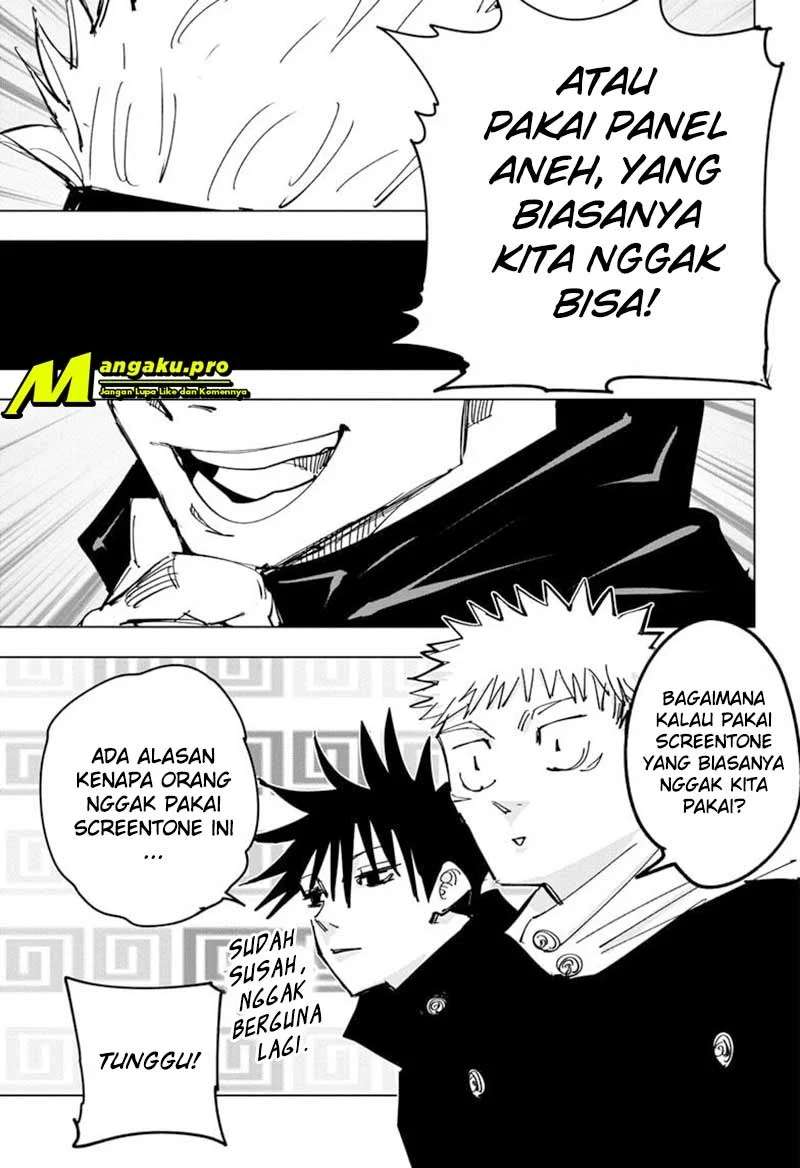 ATAU
PAKAI PANEL
ANEH, YANG
BIASANYA
KITA NGGAK
BISA!
Mangaku.pro
Jangan Lupa Like dan Komennya
BAGAIMANA
KALAU PAKAI
SCREENTONE
YANG BIASANYA
NGGAK KITA
PAKAI?
ADA ALASAN
KENAPA ORANG
NGGAK PAKAI
SCREENTONE INI
...
SUDAH
SUSAH,
NGGAK
BERGUNA
LAGI.
TUNGGU!